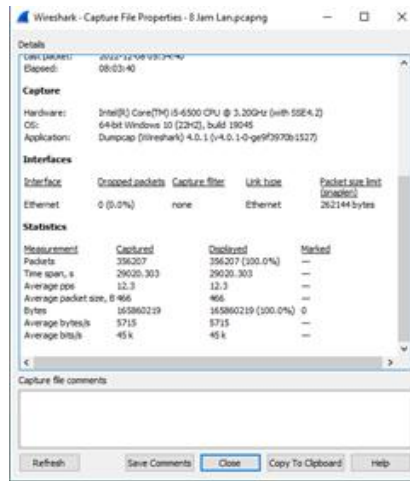 Wireshark - Capture File Properties - 8 Jam Lan.pcapng
Details
Elapsed: 08:03:40
Capture
Hardware: Intel(R) Core(TM) i5-6500 CPU @ 3.20GHz (with SSE4.2)
OS: 64-bit Windows 10 (22H2), build 19045
Application: Dumpcap (Wireshark) 4.0.1 (v4.0.1-0-ge9f3970b1527)
Interfaces
Interface Dropped packets Capture filter Link type Packet size limit (snaplen)
Ethernet 0 (0.0%) none Ethernet 262144 bytes
Statistics
Measurement Captured Displayed Marked
Packets 356207 356207 (100.0%) —
Time span, s 29020.303 29020.303 —
Average pps 12.3 12.3 —
Average packet size, B 466 466 —
Bytes 165860219 165860219 (100.0%) 0
Average bytes/s 5715 5715 —
Average bits/s 45 k 45 k —
Capture file comments
Refresh Save Comments Close Copy To Clipboard Help